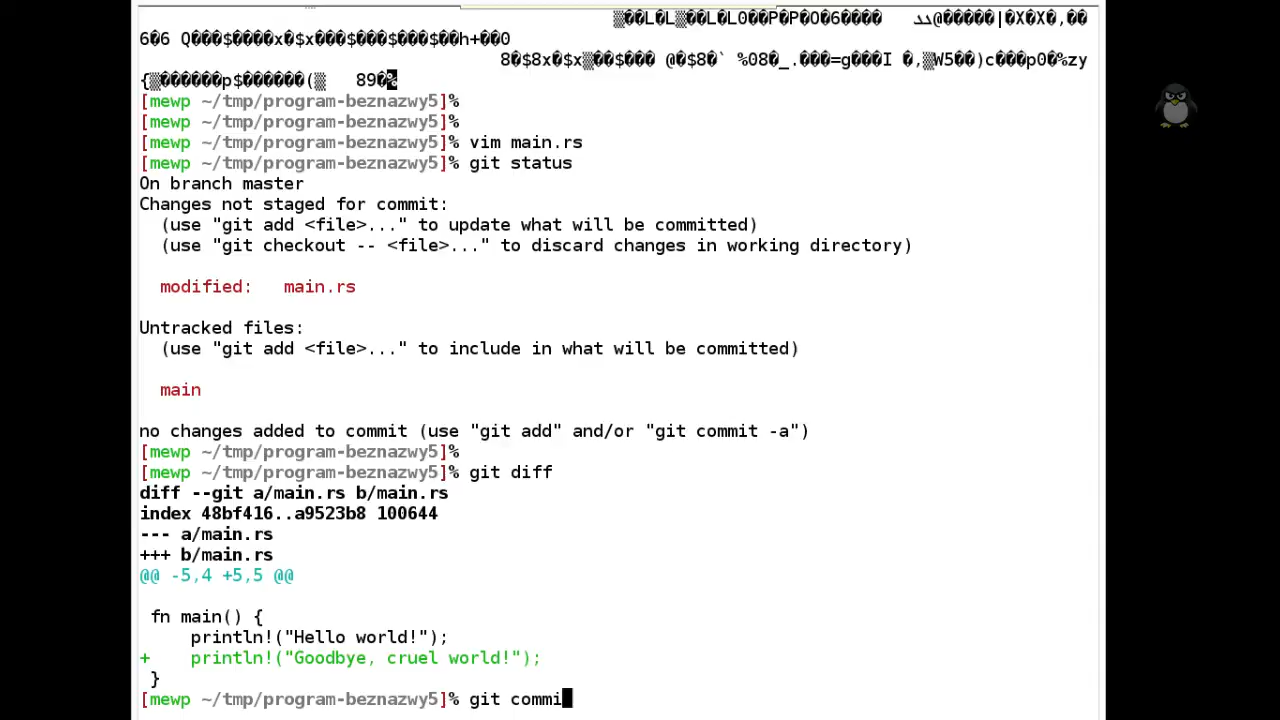 [mewp ~/tmp/program-beznazwy5]%
[mewp ~/tmp/program-beznazwy5]%
[mewp ~/tmp/program-beznazwy5]% vim main.rs
[mewp ~/tmp/program-beznazwy5]% git status
On branch master
Changes not staged for commit:
  (use "git add <file>..." to update what will be committed)
  (use "git checkout -- <file>..." to discard changes in working directory)
  modified:   main.rs
Untracked files:
  (use "git add <file>..." to include in what will be committed)
  main
no changes added to commit (use "git add" and/or "git commit -a")
[mewp ~/tmp/program-beznazwy5]%
[mewp ~/tmp/program-beznazwy5]% git diff
diff --git a/main.rs b/main.rs
index 48bf416..a9523b8 100644
--- a/main.rs
+++ b/main.rs
@@ -5,4 +5,5 @@
 fn main() {
     println!("Hello world!");
+    println!("Goodbye, cruel world!");
 }
[mewp ~/tmp/program-beznazwy5]% git commi